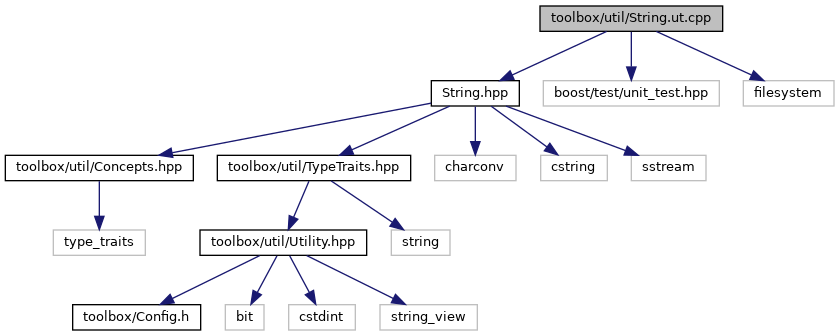 toolbox/util/String.ut.cpp
String.hpp
boost/test/unit_test.hpp
filesystem
toolbox/util/Concepts.hpp
toolbox/util/TypeTraits.hpp
charconv
cstring
sstream
type_traits
toolbox/util/Utility.hpp
string
toolbox/Config.h
bit
cstdint
string_view